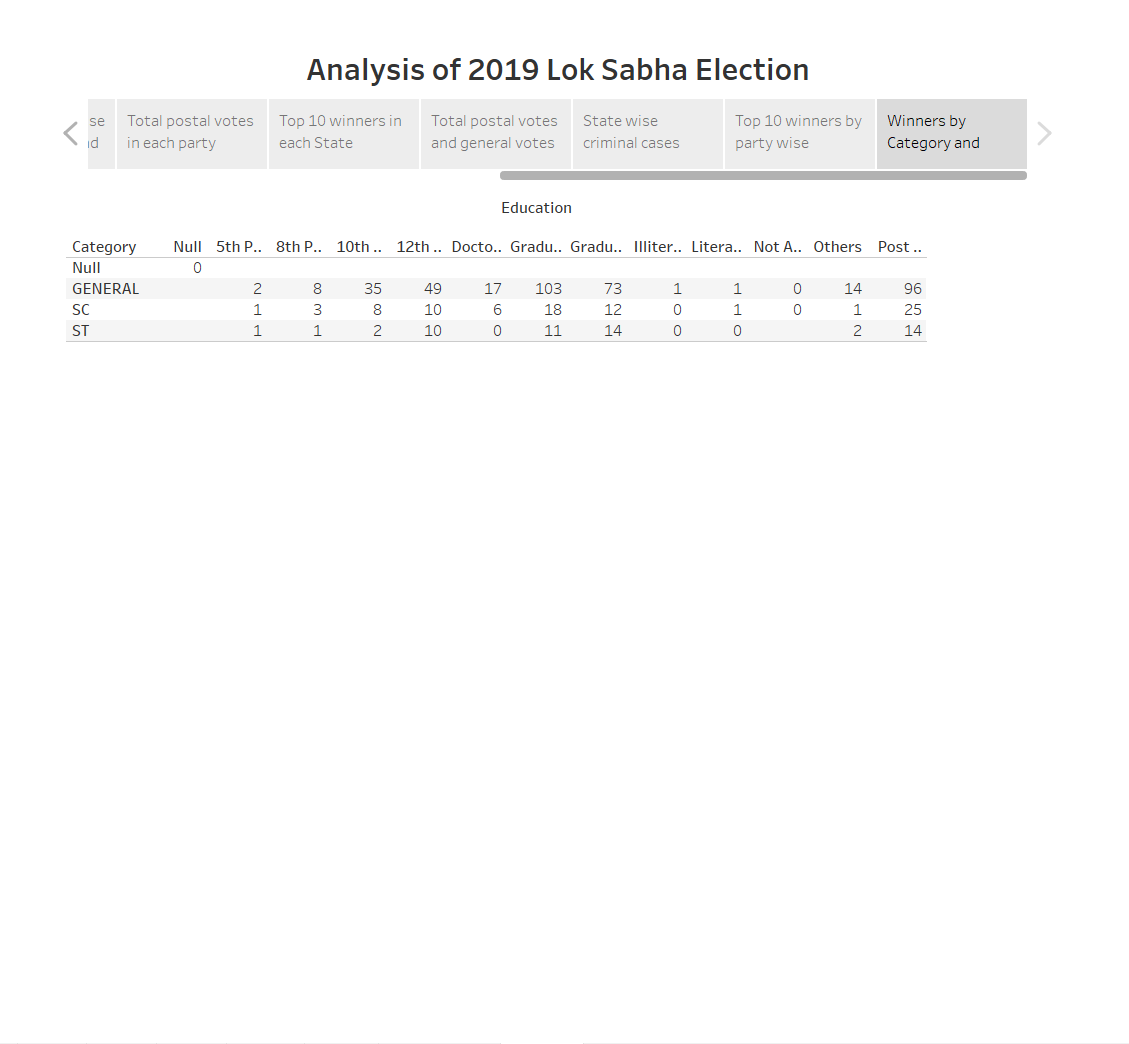 Analysis of 2019 Lok Sabha Election
se
Total postal votes
Top 10 winners in
Total postal votes
State wise
Top 10 winners by
Winners by
in each party
each State
and general votes
criminal cases
party wise
Category and
Education
Category Null 5th P.. 8th P.. 10th .. 12th .. Docto.. Gradu.. Gradu.. Illiter.. Litera.. Not A.. Others Post ..
Null 0
GENERAL 2 8 35 49 17 103 73 1 1 0 14 96
SC 1 3 8 10 6 18 12 0 1 0 1 25
ST 1 1 2 10 0 11 14 0 0 2 14